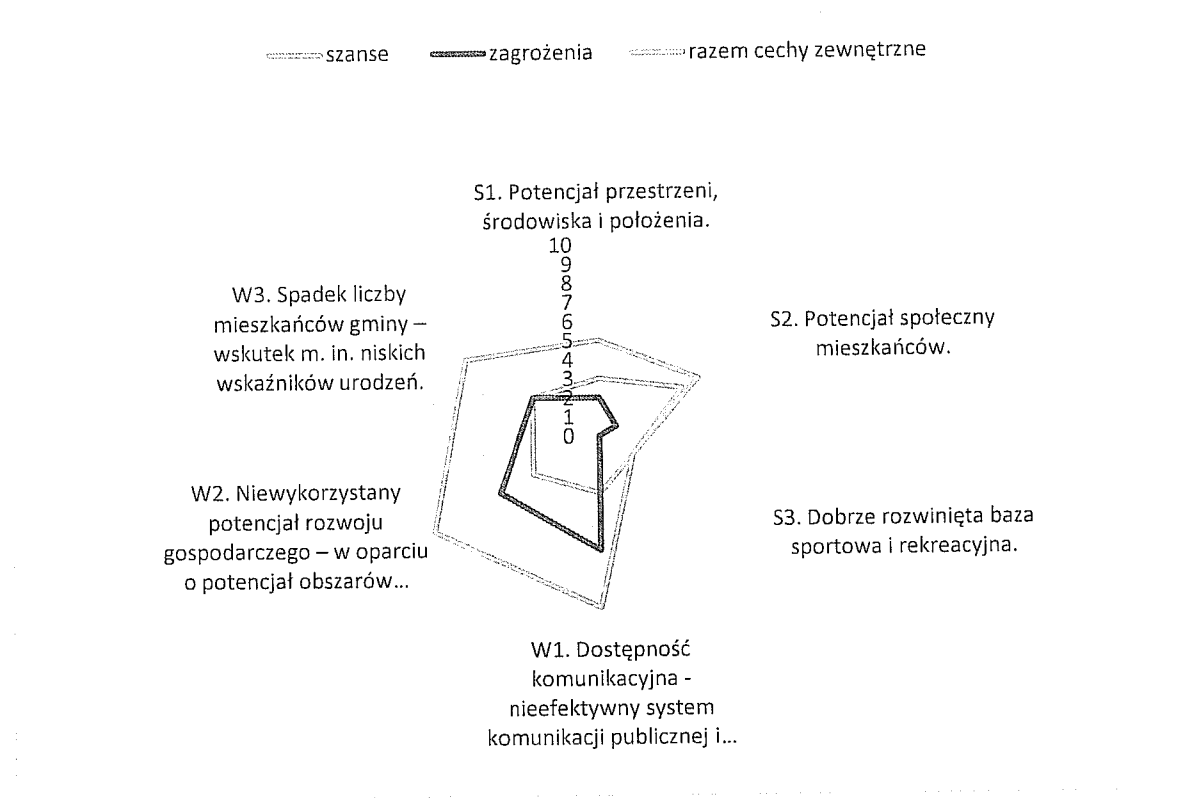 szanse zagrożenia razem cechy zewnętrzne
S1. Potencjał przestrzeni,
środowiska i położenia.
10
9
8
7
6
5
4
3
2
1
0
S2. Potencjał społeczny
mieszkańców.
S3. Dobrze rozwinięta baza
sportowa i rekreacyjna.
W1. Dostępność
komunikacyjna -
nieefektywny system
komunikacji publicznej i...
W2. Niewykorzystany
potencjał rozwoju
gospodarczego – w oparciu
o potencjał obszarów...
W3. Spadek liczby
mieszkańców gminy –
wskutek m. in. niskich
wskaźników urodzeń.